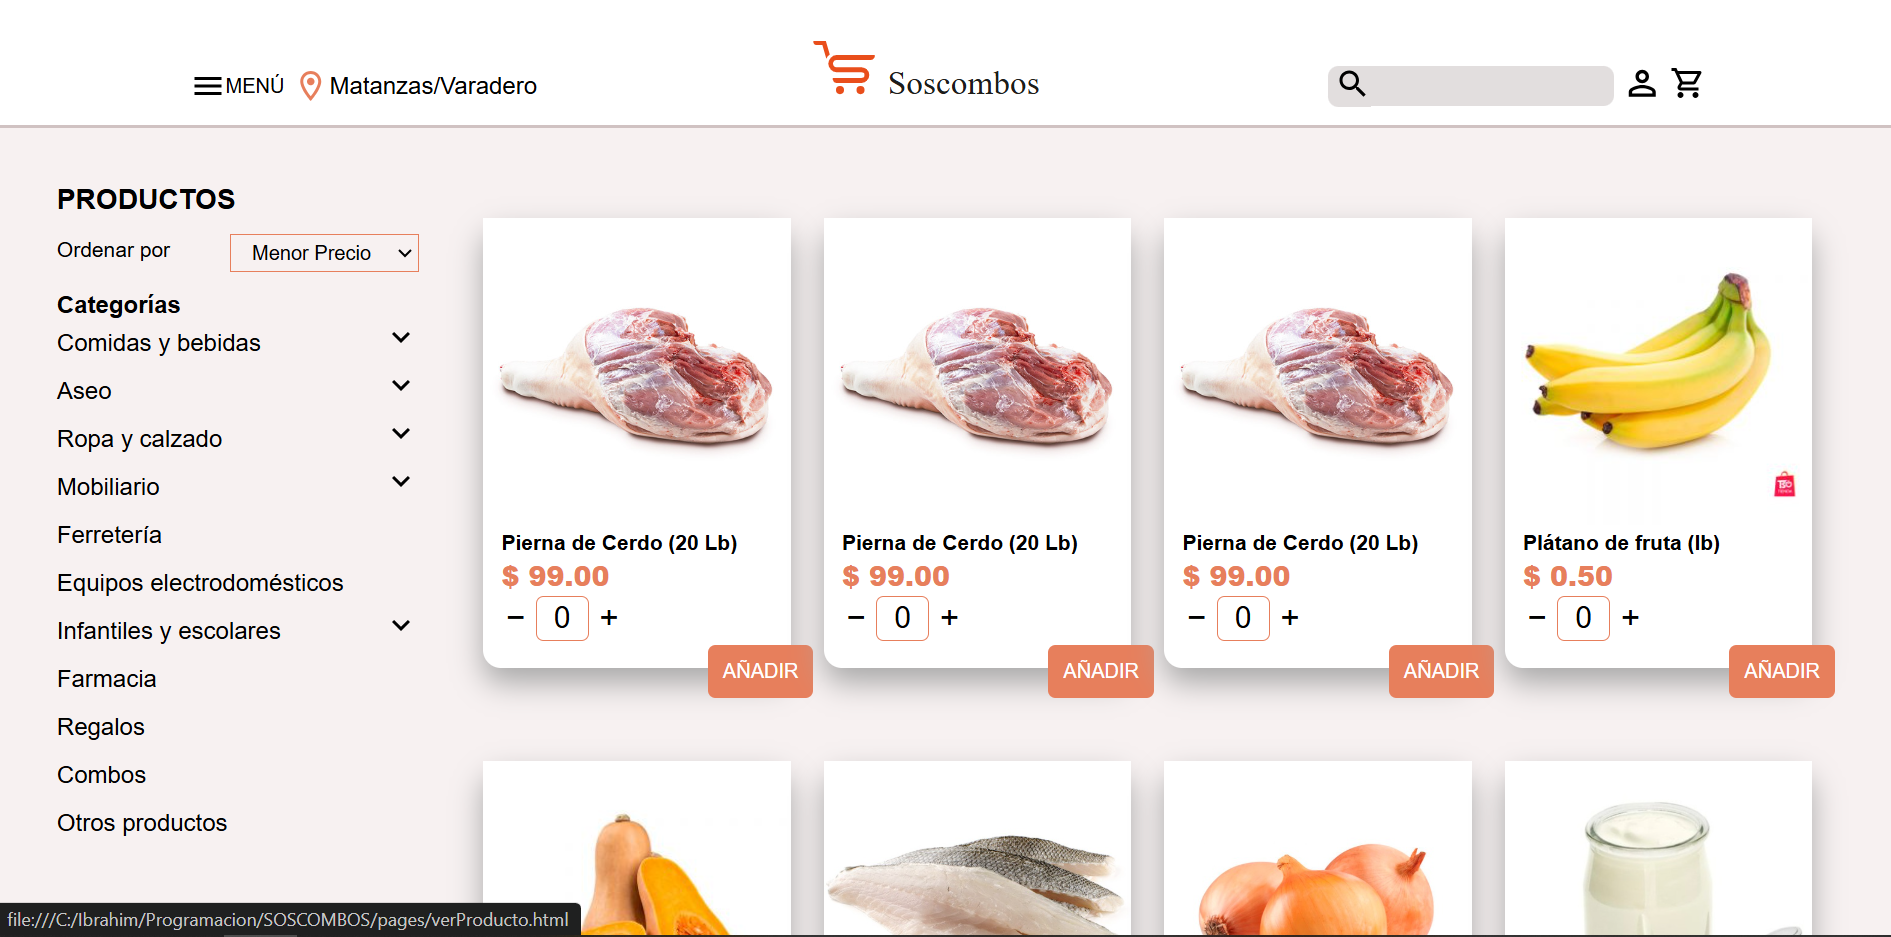 MENÚ
Matanzas/Varadero
Soscombos
PRODUCTOS
Ordenar por
Menor Precio
Categorías
Comidas y bebidas
Aseo
Ropa y calzado
Mobiliario
Ferretería
Equipos electrodomésticos
Infantiles y escolares
Farmacia
Regalos
Combos
Otros productos
Pierna de Cerdo (20 Lb)
$ 99.00
− 0 +
AÑADIR
Pierna de Cerdo (20 Lb)
$ 99.00
− 0 +
AÑADIR
Pierna de Cerdo (20 Lb)
$ 99.00
− 0 +
AÑADIR
Plátano de fruta (lb)
$ 0.50
− 0 +
AÑADIR
file:///C:/Ibrahim/Programacion/SOSCOMBOS/pages/verProducto.html